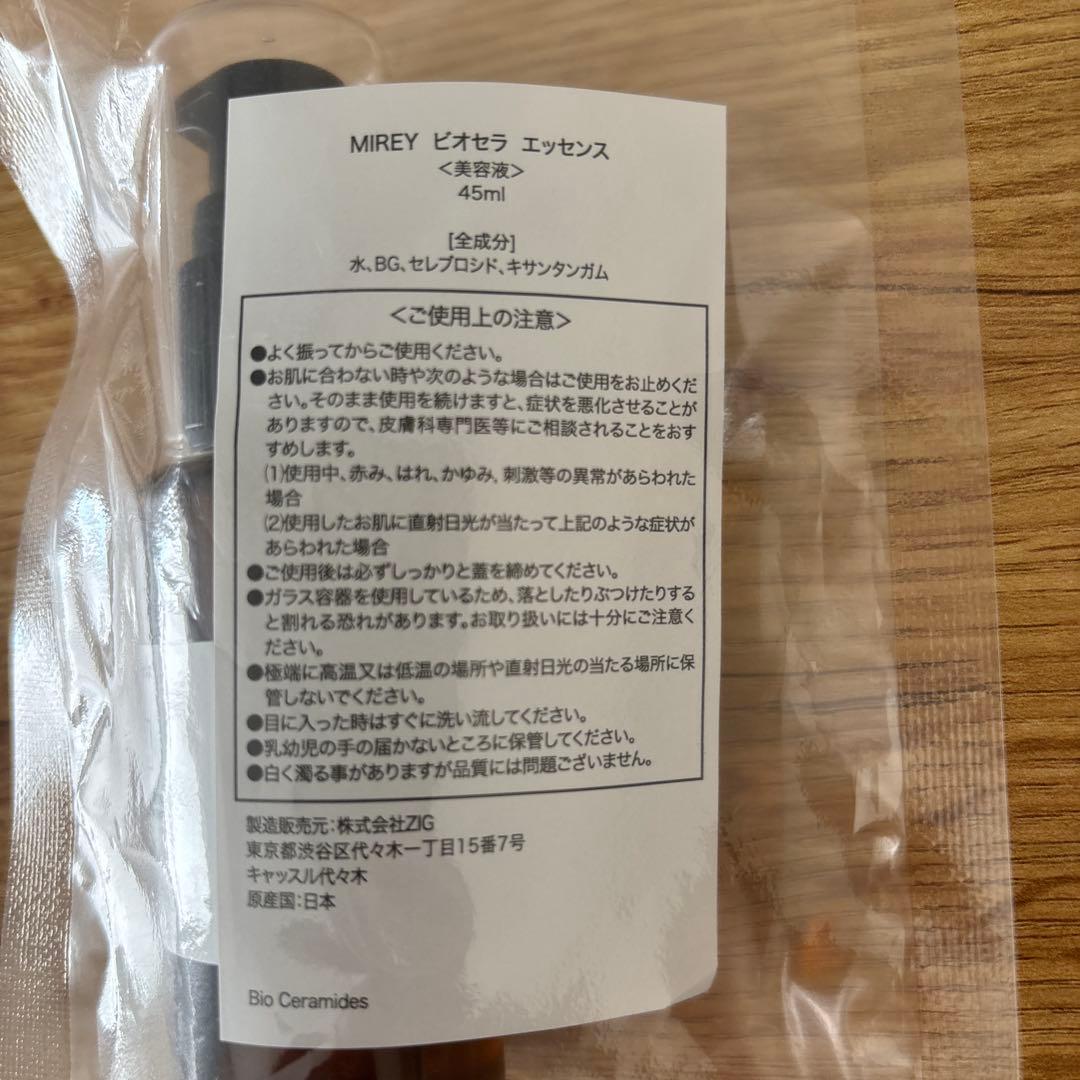 MIREY ビオセラ エッセンス
<美容液>
45ml
[全成分]
水、BG、セレブロシド、キサンタンガム
<ご使用上の注意>
●よく振ってからご使用ください。
●お肌に合わない時や次のような場合はご使用をお止めくだ
さい。そのまま使用を続けますと、症状を悪化させることが
ありますので、皮膚科専門医等にご相談されることをおす
すめします。
(1)使用中、赤み、はれ、かゆみ、刺激等の異常があらわれた
場合
(2)使用したお肌に直射日光が当たって上記のような症状が
あらわれた場合
●ご使用後は必ずしっかりと蓋を締めてください。
●ガラス容器を使用しているため、落としたりぶつけたりする
と割れる恐れがあります。お取り扱いには十分にご注意く
ださい。
●極端に高温又は低温の場所や直射日光の当たる場所に保
管しないでください。
●目に入った時はすぐに洗い流してください。
●乳幼児の手の届かないところに保管してください。
●白く濁る事がありますが品質には問題ございません。
製造販売元:株式会社ZIG
東京都渋谷区代々木一丁目15番7号
キャッスル代々木
原産国:日本
Bio Ceramides